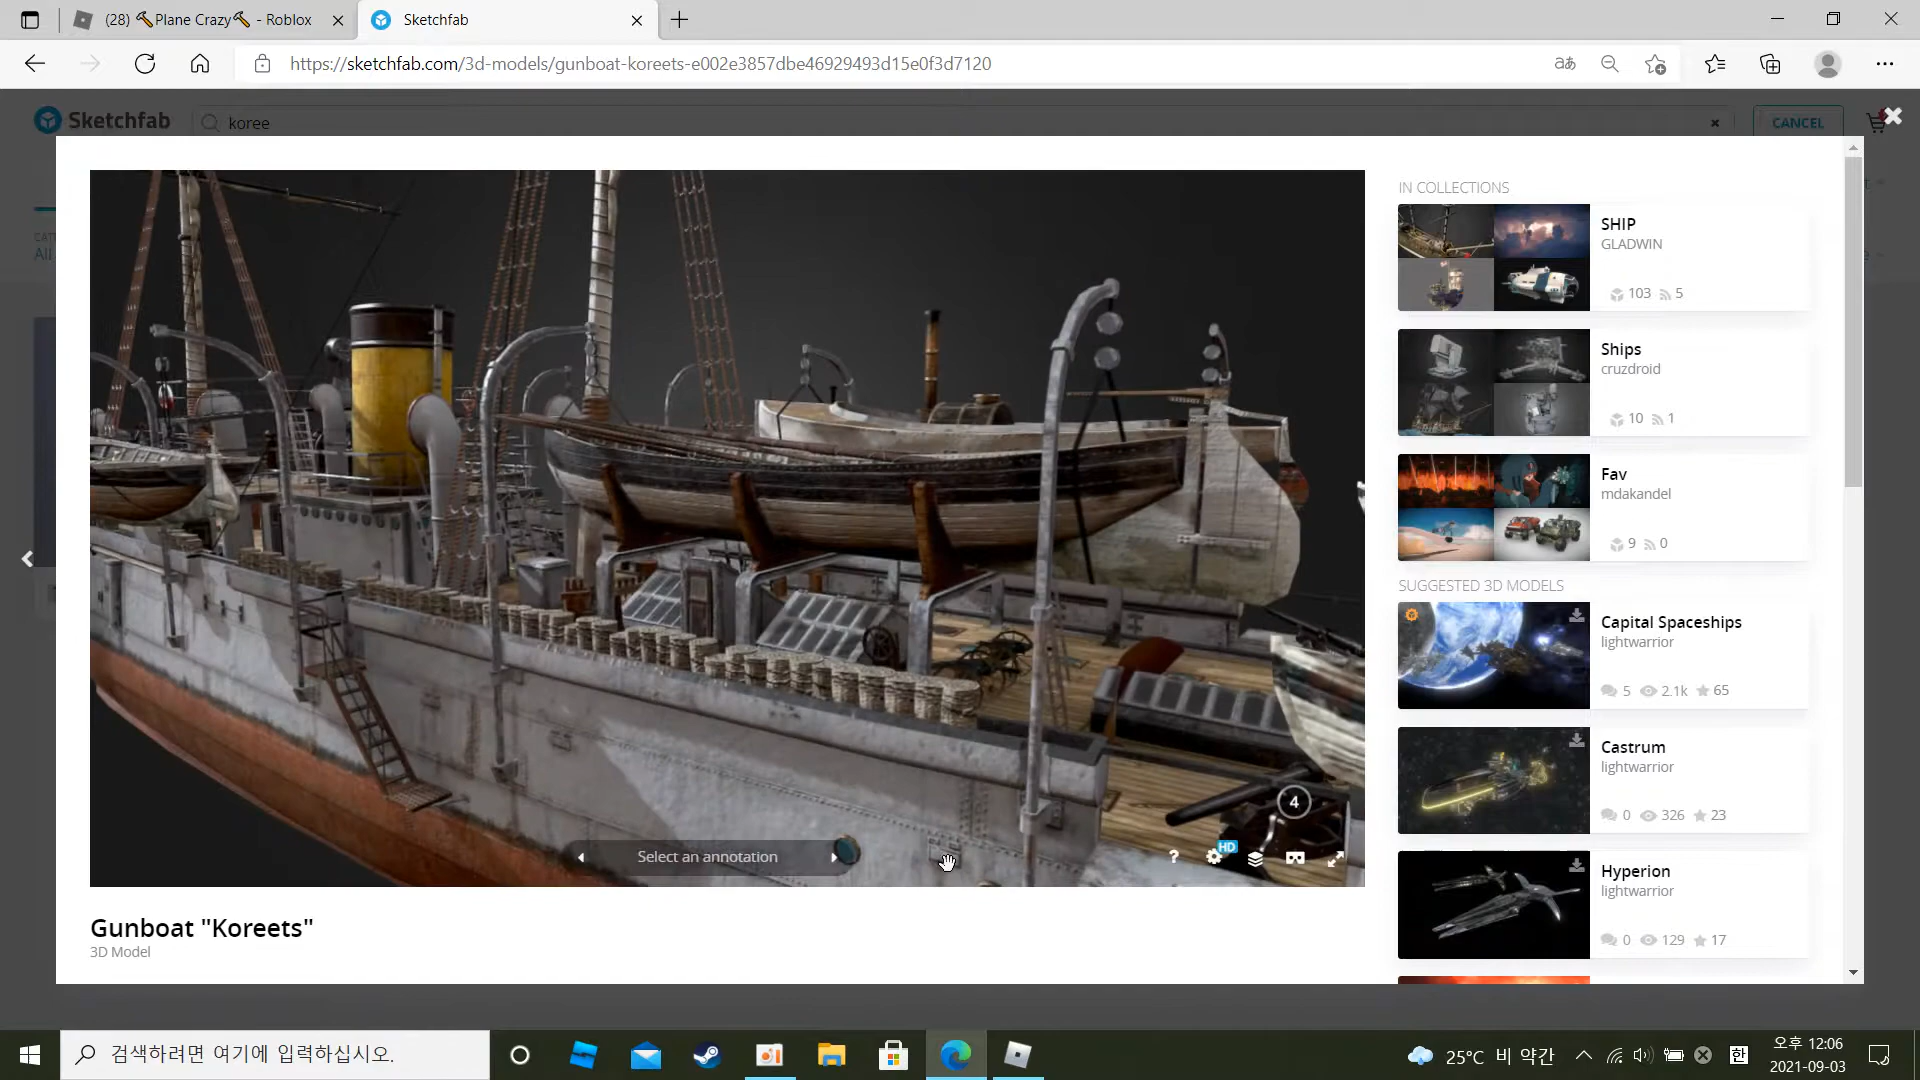 (28) 🔨Plane Crazy🔨 - Roblox
Sketchfab
https://sketchfab.com/3d-models/gunboat-koreets-e002e3857dbe46929493d15e0f3d7120
aあ
Sketchfab
koree
CANCEL
All
IN COLLECTIONS
SHIP
GLADWIN
103 5
Ships
cruzdroid
10 1
Fav
mdakandel
9 0
SUGGESTED 3D MODELS
Capital Spaceships
lightwarrior
5 2.1k 65
Castrum
lightwarrior
0 326 23
Hyperion
lightwarrior
0 129 17
4
Select an annotation
? HD
Gunboat "Koreets"
3D Model
검색하려면 여기에 입력하십시오.
25°C 비 약간
한
오후 12:06
2021-09-03